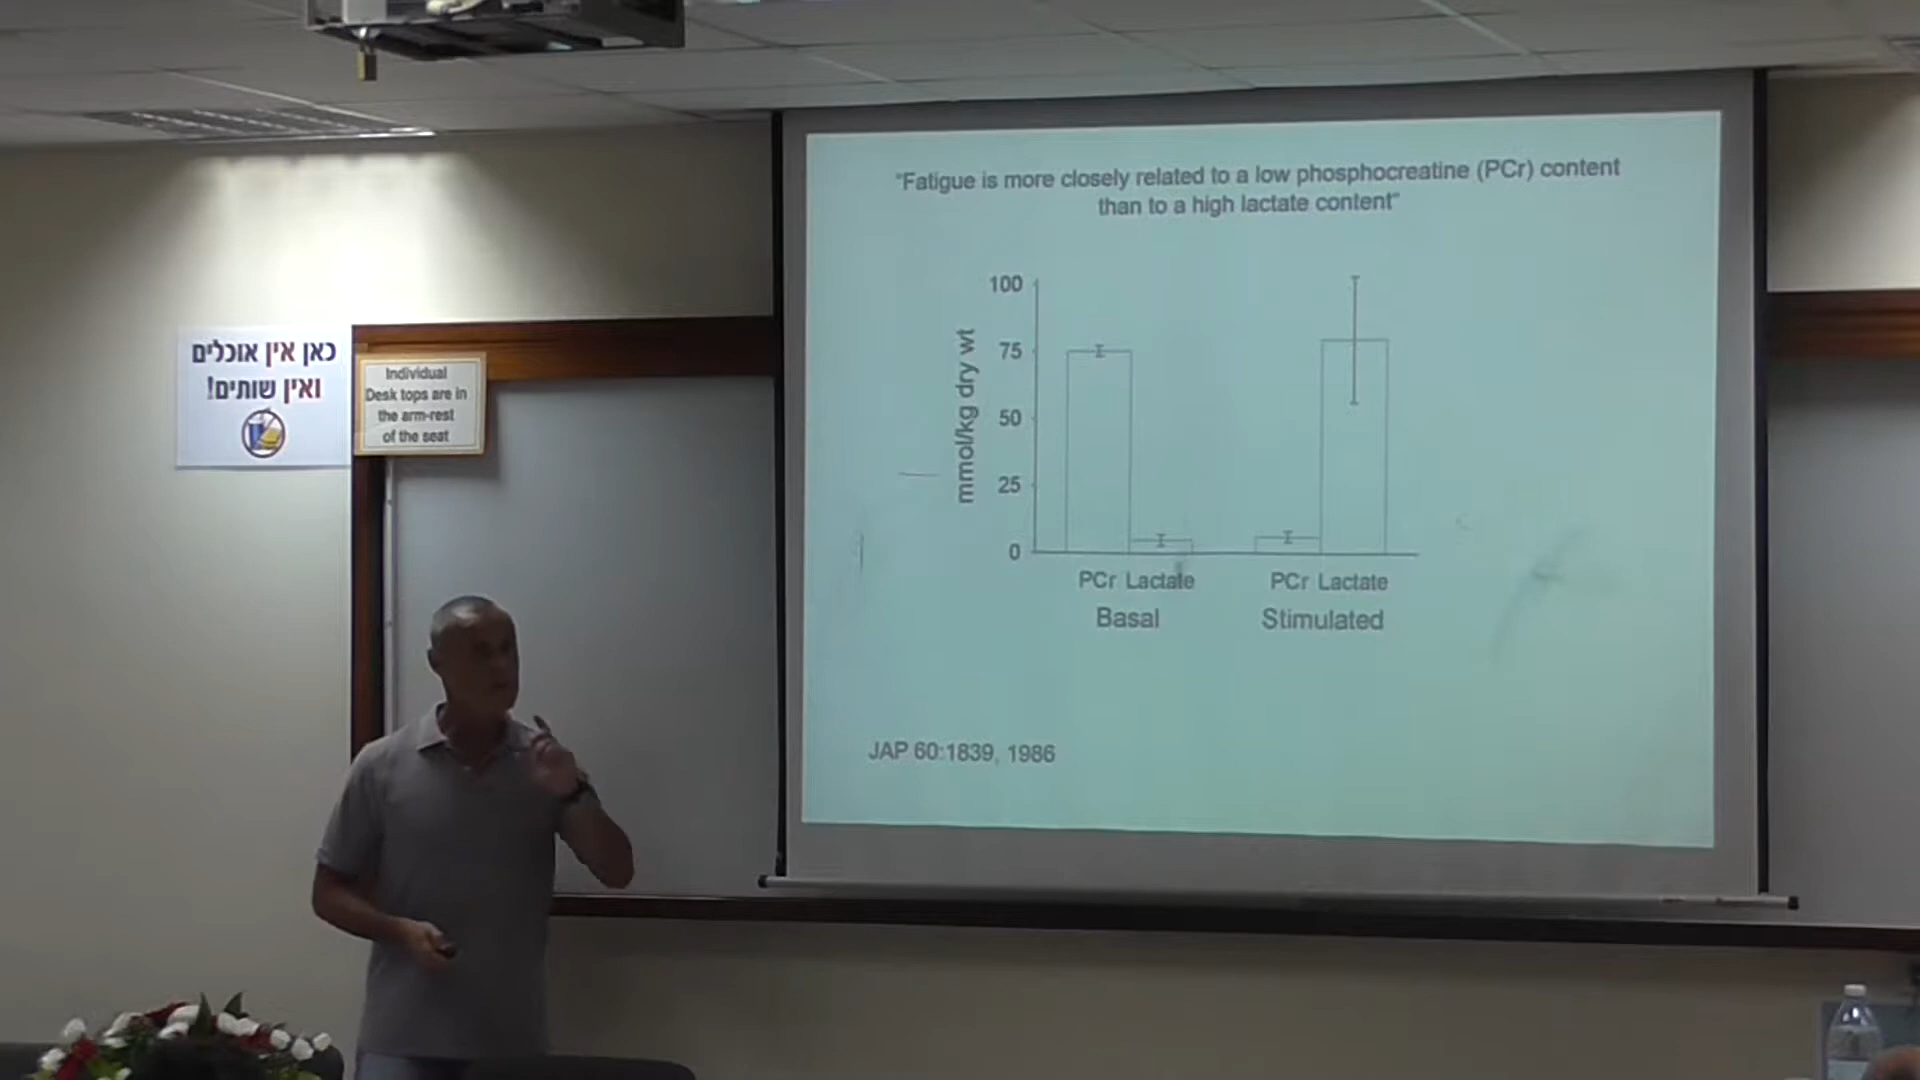 "Fatigue is more closely related to a low phosphocreatine (PCr) content
than to a high lactate content"
100
75
50
25
0
mmol/kg dry wt
PCr Lactate
PCr Lactate
Basal
Stimulated
JAP 60:1839, 1986
כאן אין אוכלים
ואין שותים!
Individual
Desk tops are in
the arm-rest
of the seat